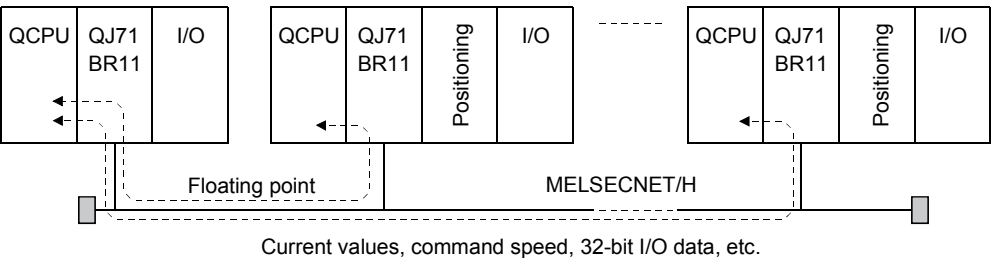 QCPU QJ71 BR11 I/O
QCPU QJ71 BR11 Positioning I/O
QCPU QJ71 BR11 Positioning I/O
Floating point
MELSECNET/H
Current values, command speed, 32-bit I/O data, etc.